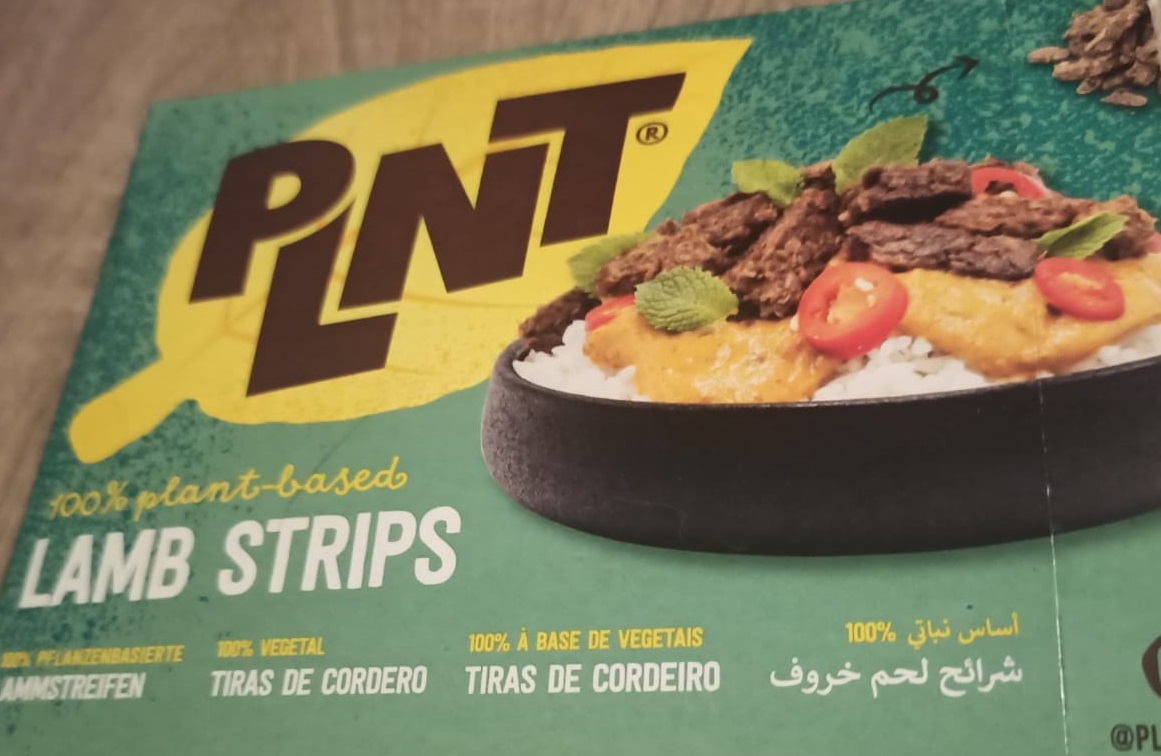 PLNT®
100% plant-based
LAMB STRIPS
100% PFLANZENBASIERTE
AMMSTREIFEN
100% VEGETAL
TIRAS DE CORDERO
100% À BASE DE VEGETAIS
TIRAS DE CORDEIRO
أساس نباتي %100
شرائح لحم خروف
@PL